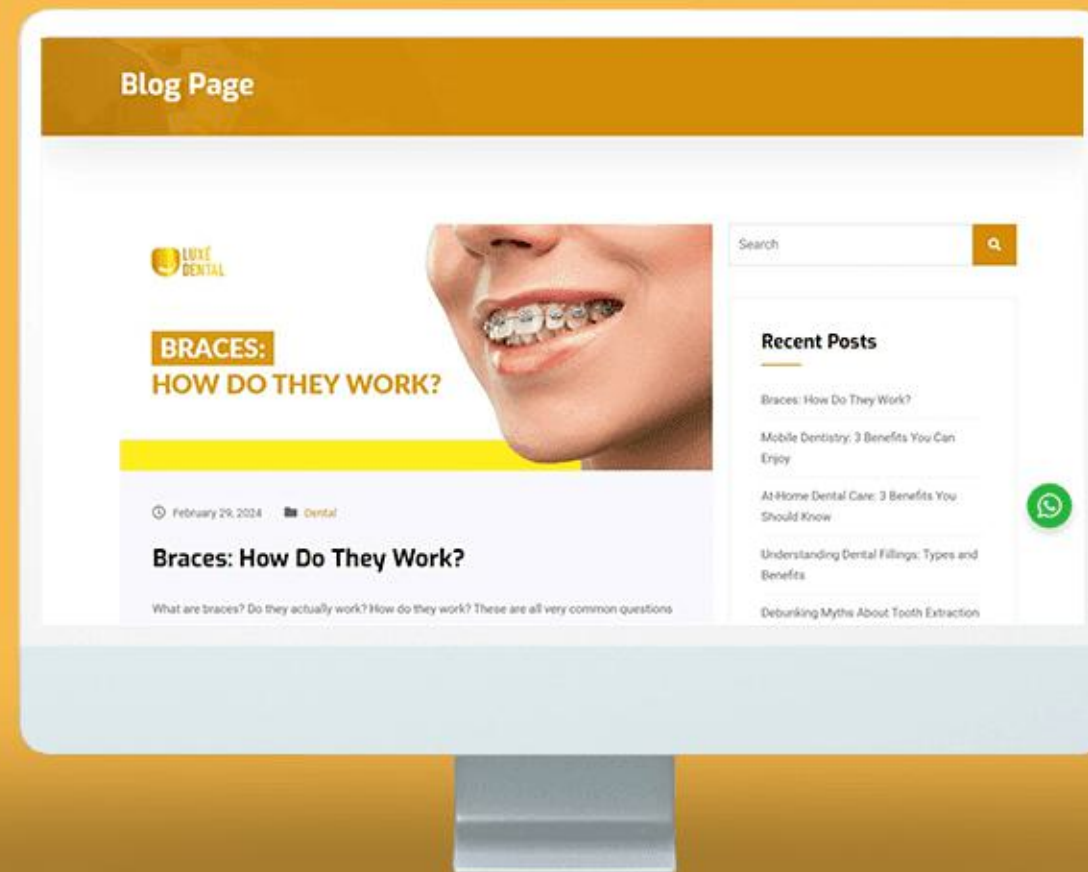 Blog Page
LUXÉ
DENTAL
BRACES:
HOW DO THEY WORK?
February 29, 2024 Dental
Braces: How Do They Work?
What are braces? Do they actually work? How do they work? These are all very common questions
Search
Recent Posts
Braces: How Do They Work?
Mobile Dentistry: 3 Benefits You Can
Enjoy
At-Home Dental Care: 3 Benefits You
Should Know
Understanding Dental Fillings: Types and
Benefits
Debunking Myths About Tooth Extraction